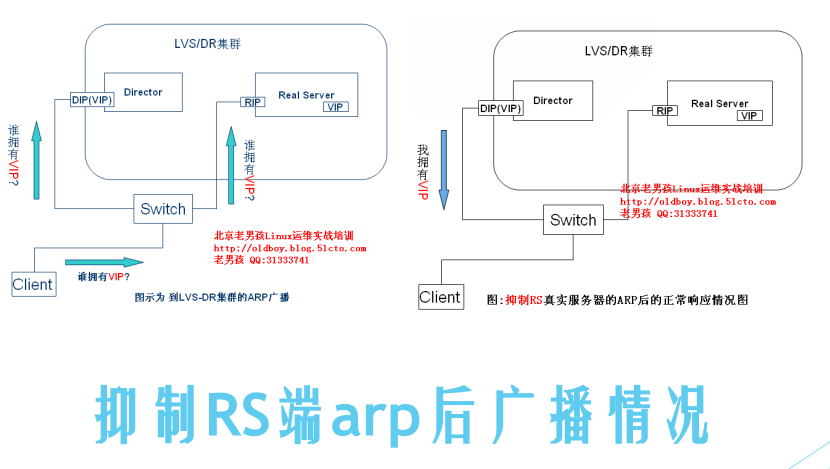 LVS/DR集群
DIP(VIP)
Director
RIP
Real Server
VIP
谁拥有VIP?
谁拥有VIP?
Switch
北京老男孩Linux运维实战培训
http://oldboy.blog.51cto.com
老男孩 QQ:31333741
Client
谁拥有VIP?
图示为 到LVS-DR集群的ARP广播
LVS/DR集群
DIP(VIP)
Director
RIP
Real Server
VIP
我拥有VIP
北京老男孩Linux运维实战培训
http://oldboy.blog.51cto.com
老男孩 QQ:31333741
Switch
Client
图:抑制RS真实服务器的ARP后的正常响应情况图
抑制RS端arp后广播情况